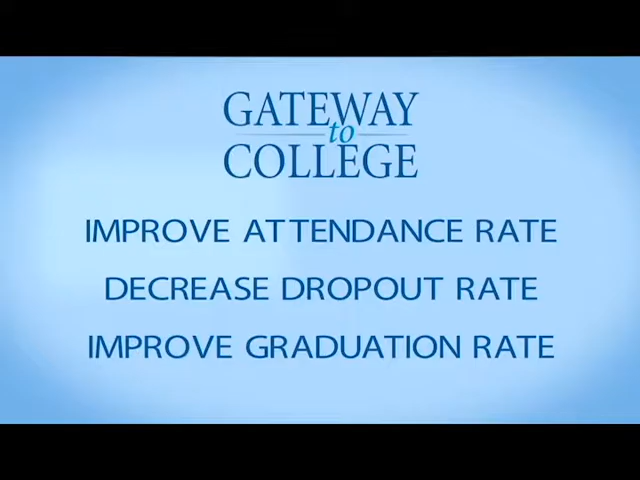 GATEWAY
to
COLLEGE
IMPROVE ATTENDANCE RATE
DECREASE DROPOUT RATE
IMPROVE GRADUATION RATE